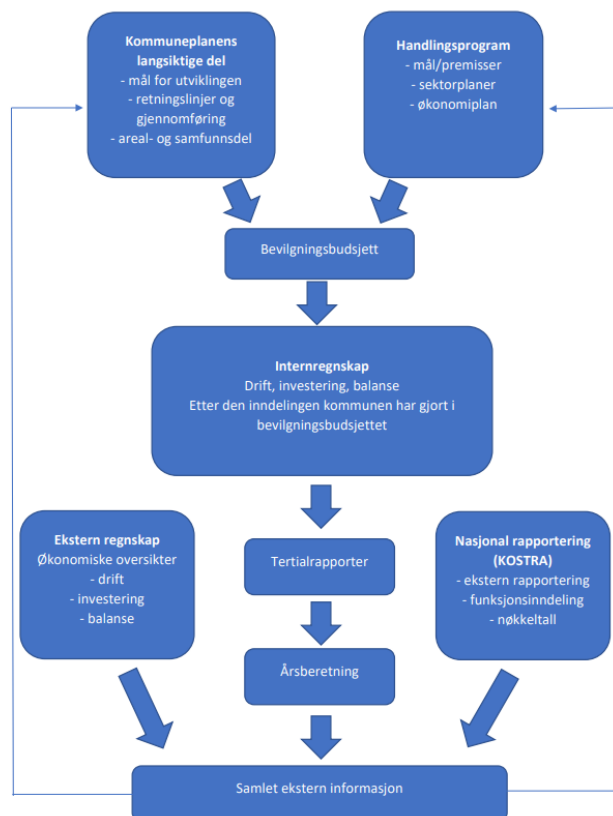 Kommuneplanens
langsiktige del
- mål for utviklingen
- retningslinjer og
gjennomføring
- areal- og samfunnsdel
Handlingsprogram
- mål/premisser
- sektorplaner
- økonomiplan
Bevilgningsbudsjett
Internregnskap
Drift, investering, balanse
Etter den inndelingen kommunen har gjort i
bevilgningsbudsjettet
Ekstern regnskap
Økonomiske oversikter
- drift
- investering
- balanse
Tertialrapporter
Nasjonal rapportering
(KOSTRA)
- ekstern rapportering
- funksjonsinndeling
- nøkkeltall
Årsberetning
Samlet ekstern informasjon